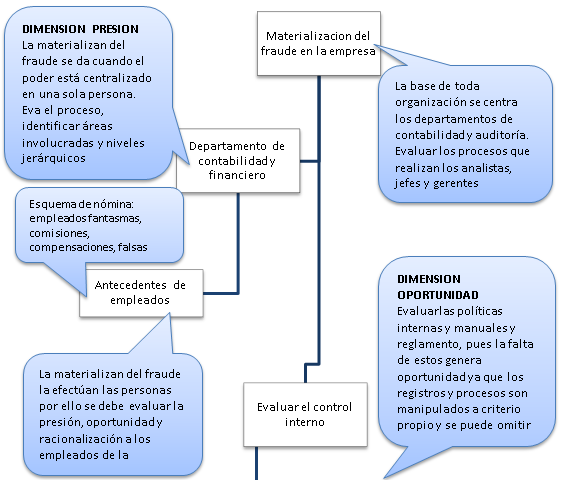 DIMENSION PRESION
La materializan del
fraude se da cuando el
poder está centralizado
en una sola persona.
Eva el proceso,
identificar áreas
involucradas y niveles
jerárquicos
Materializacion del
fraude en la empresa
La base de toda
organización se centra
los departamentos de
contabilidad y auditoría.
Evaluar los procesos que
realizan los analistas,
jefes y gerentes
Departamento de
contabilidad y
financiero
Esquema de nómina:
empleados fantasmas,
comisiones,
compensaciones, falsas
Antecedentes de
empleados
DIMENSION
OPORTUNIDAD
Evaluarlas políticas
internas y manuales y
reglamento, pues la falta
de estos genera
oportunidad ya que los
registros y procesos son
manipulados a criterio
propio y se puede omitir
La materializan del fraude
la efectúan las personas
por ello se debe evaluar la
presión, oportunidad y
racionalización a los
empleados de la
Evaluar el control
interno